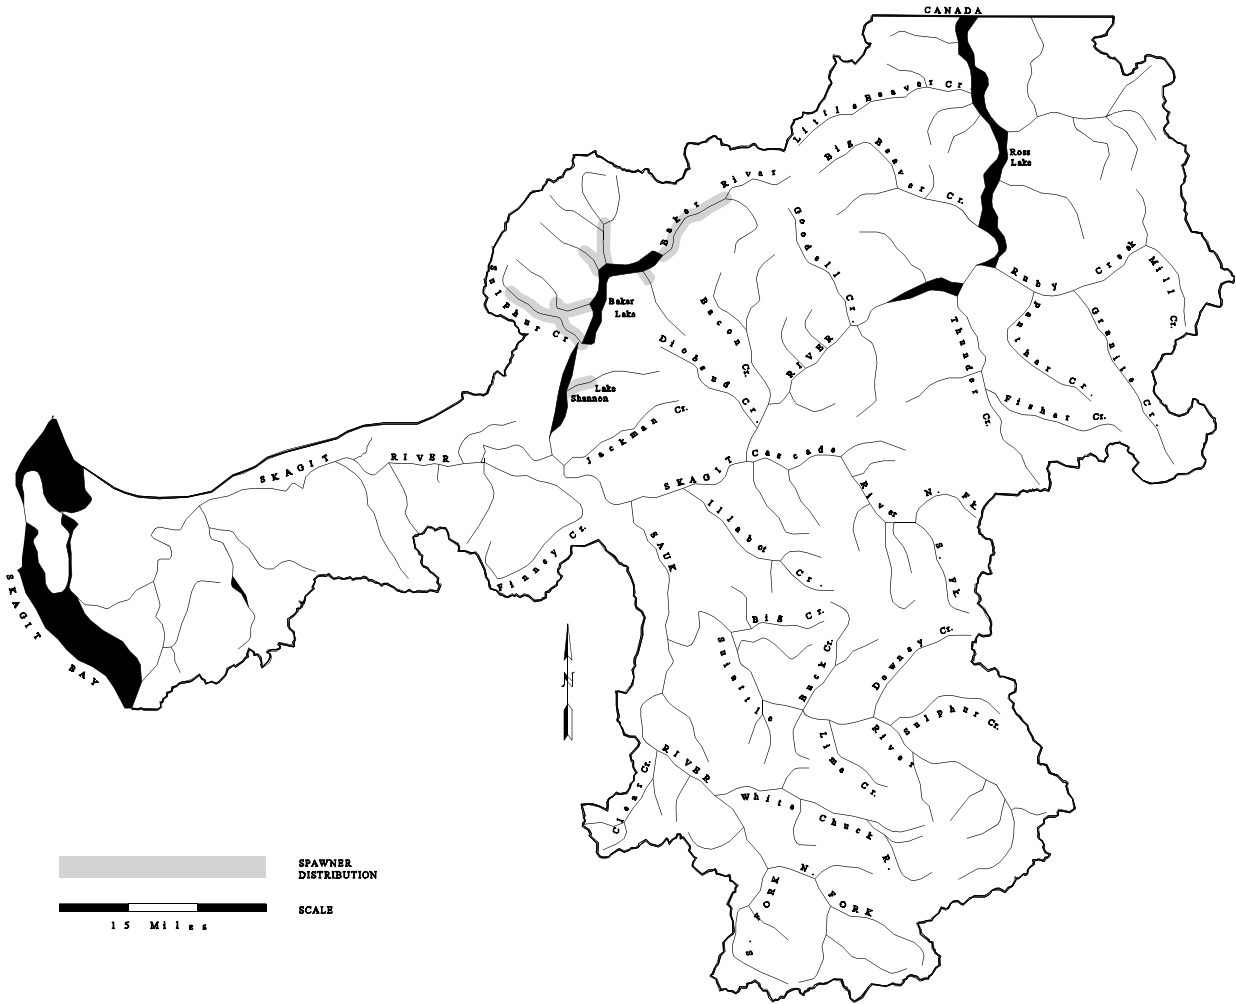 CANADA
Little Beaver Cr.
Big Beaver Cr.
Ross
Lake
Baker River
Goodell Cr.
Ruby Creek
Mill Cr.
Sulphur Cr
Baker
Lake
Bacon Cr.
RIVER
Diobsud Cr.
Thunder Cr.
Panther Cr.
Granite Cr.
Fisher Cr.
Lake
Shannon
Jackman Cr.
SKAGIT RIVER
SKAGIT
Cascade River
N. Fk
S. Fk
Illabot Cr.
Finney Cr.
SAUK
SKAGIT BAY
Big Cr.
Suiattle
Buck Cr.
Downey Cr.
N
Sulphur Cr.
River
Lime Cr.
RIVER
Clear Cr.
White Chuck R.
SPAWNER
DISTRIBUTION
N. FORK
S. FORK
SCALE
15 Miles